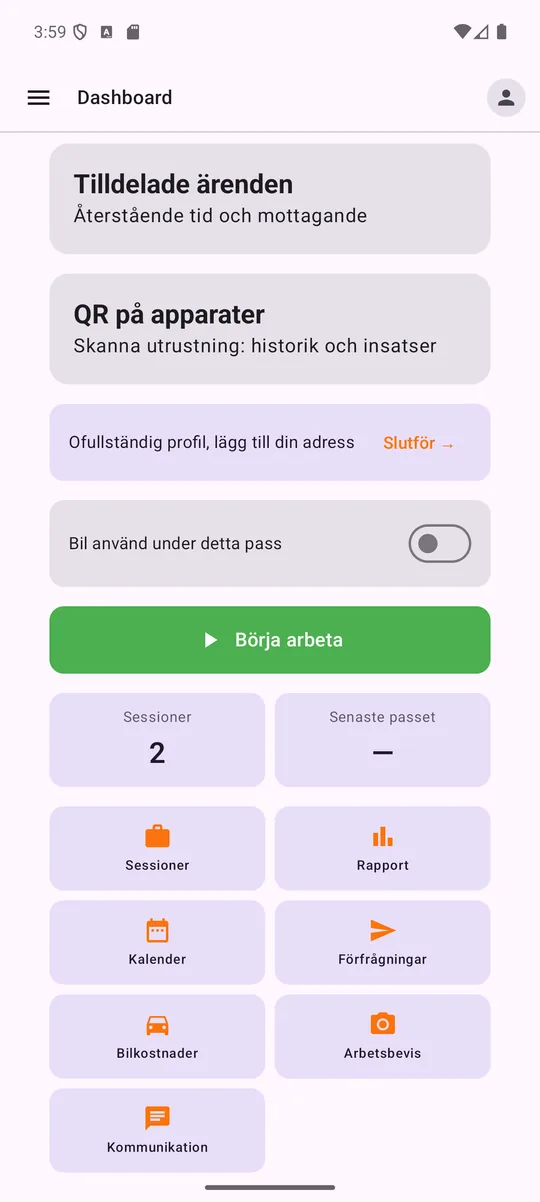 3:59
Dashboard
Tilldelade ärenden
Återstående tid och mottagande
QR på apparater
Skanna utrustning: historik och insatser
Ofullständig profil, lägg till din adress
Slutför →
Bil använd under detta pass
Börja arbeta
Sessioner
2
Senaste passet
—
Sessioner
Rapport
Kalender
Förfrågningar
Bilkostnader
Arbetsbevis
Kommunikation